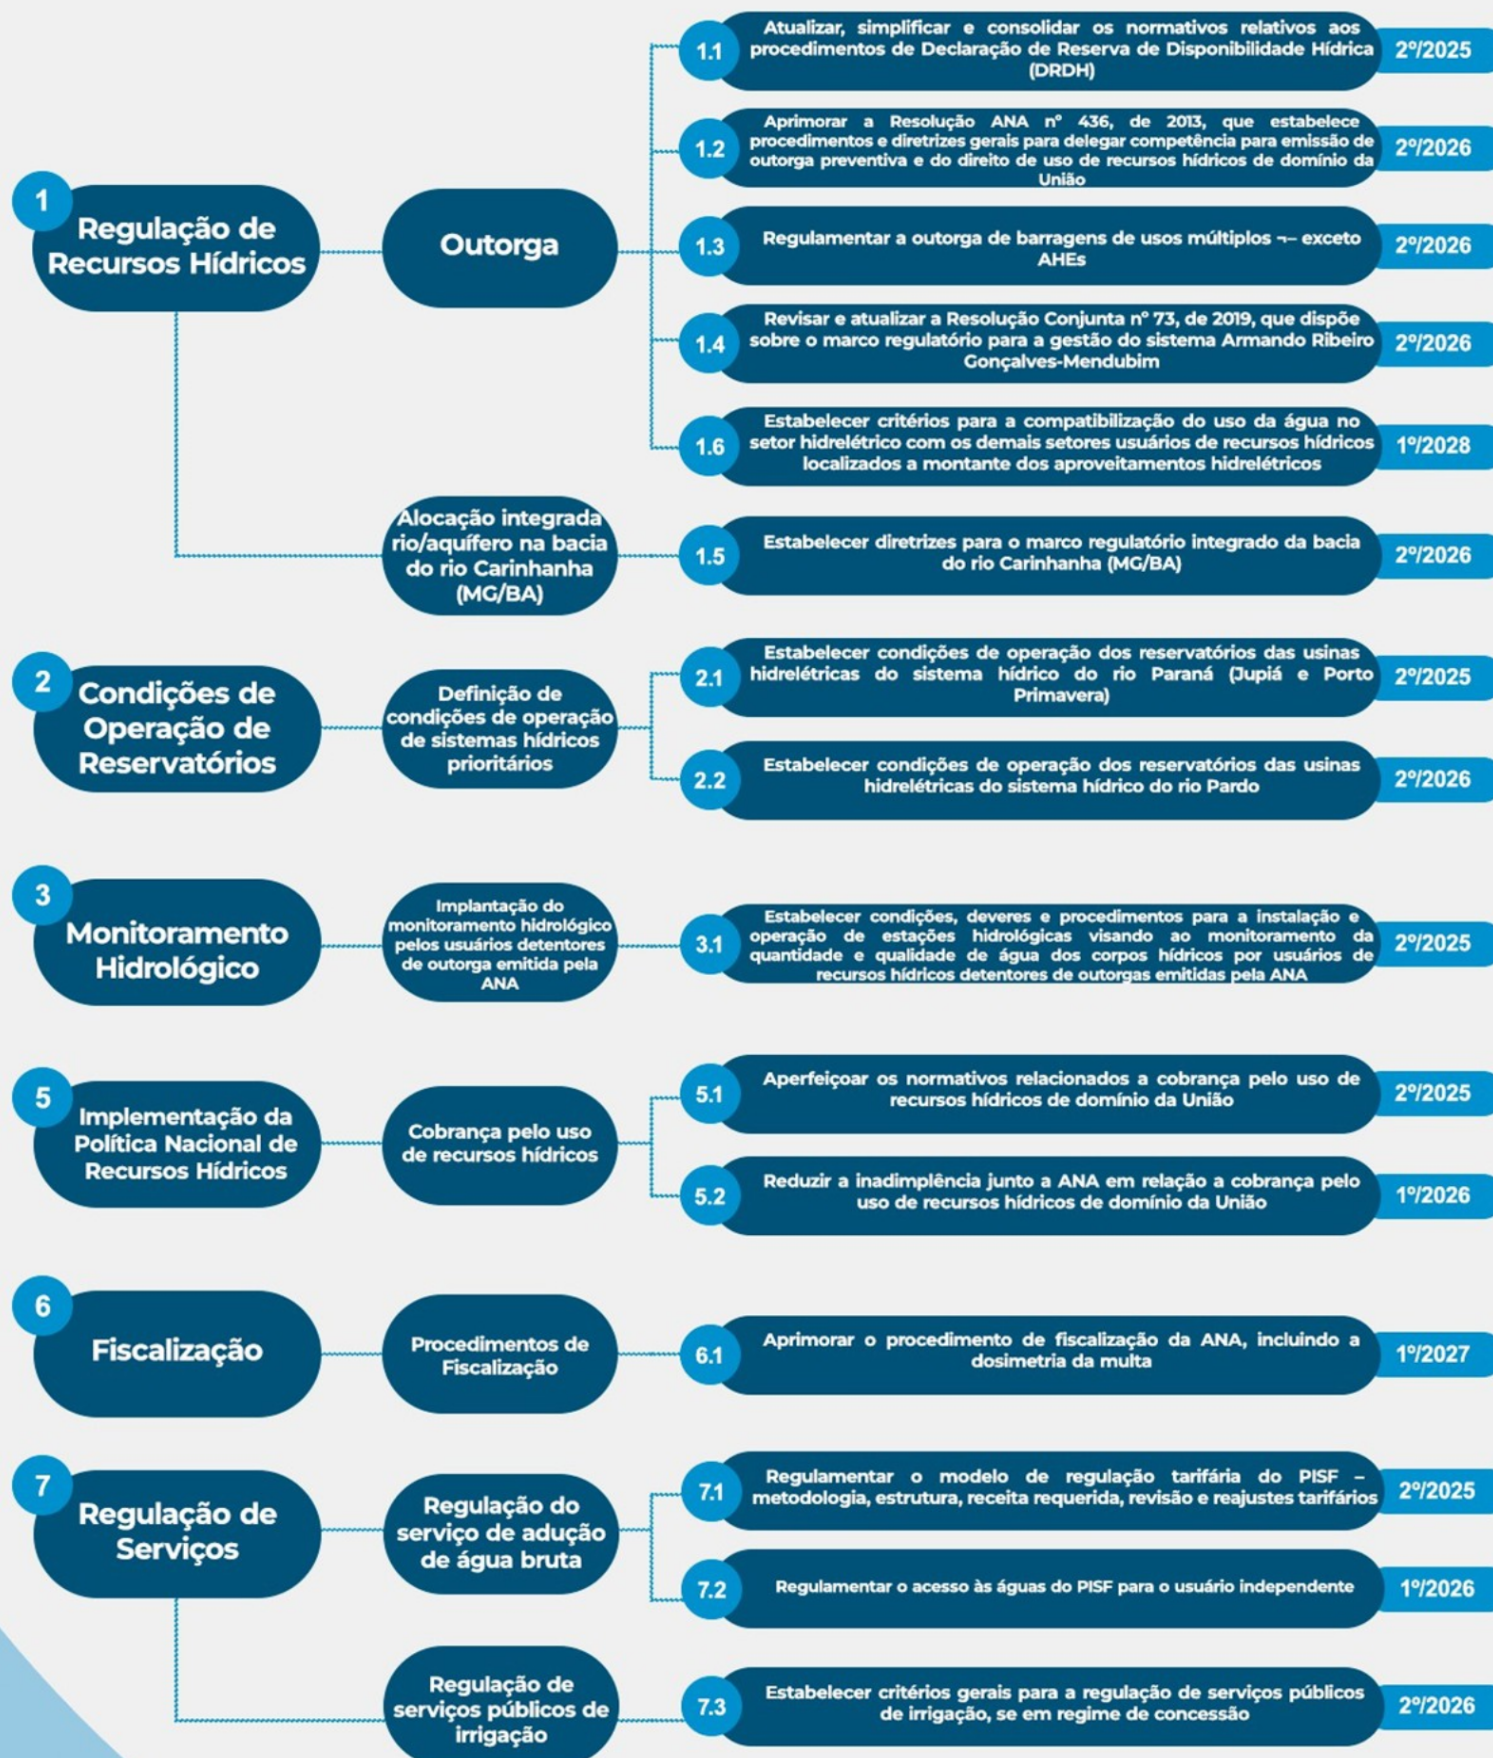 1
Regulação de
Recursos Hídricos
Outorga
1.1
Atualizar, simplificar e consolidar os normativos relativos aos
procedimentos de Declaração de Reserva de Disponibilidade Hídrica
(DRDH)
2º/2025
1.2
Aprimorar a Resolução ANA nº 436, de 2013, que estabelece
procedimentos e diretrizes gerais para delegar competência para emissão de
outorga preventiva e do direito de uso de recursos hídricos de domínio da
União
2º/2026
1.3
Regulamentar a outorga de barragens de usos múltiplos ¬– exceto
AHEs
2º/2026
1.4
Revisar e atualizar a Resolução Conjunta nº 73, de 2019, que dispõe
sobre o marco regulatório para a gestão do sistema Armando Ribeiro
Gonçalves-Mendubim
2º/2026
1.6
Estabelecer critérios para a compatibilização do uso da água no
setor hidrelétrico com os demais setores usuários de recursos hídricos
localizados a montante dos aproveitamentos hidrelétricos
1º/2028
Alocação integrada
rio/aquífero na bacia
do rio Carinhanha
(MG/BA)
1.5
Estabelecer diretrizes para o marco regulatório integrado da bacia
do rio Carinhanha (MG/BA)
2º/2026
2
Condições de
Operação de
Reservatórios
Definição de
condições de operação
de sistemas hídricos
prioritários
2.1
Estabelecer condições de operação dos reservatórios das usinas
hidrelétricas do sistema hídrico do rio Paraná (Jupiá e Porto
Primavera)
2º/2025
2.2
Estabelecer condições de operação dos reservatórios das usinas
hidrelétricas do sistema hídrico do rio Pardo
2º/2026
3
Monitoramento
Hidrológico
Implantação do
monitoramento hidrológico
pelos usuários detentores
de outorga emitida pela
ANA
3.1
Estabelecer condições, deveres e procedimentos para a instalação e
operação de estações hidrológicas visando ao monitoramento da
quantidade e qualidade de água dos corpos hídricos por usuários de
recursos hídricos detentores de outorgas emitidas pela ANA
2º/2025
5
Implementação da
Política Nacional de
Recursos Hídricos
Cobrança pelo uso
de recursos hídricos
5.1
Aperfeiçoar os normativos relacionados a cobrança pelo uso de
recursos hídricos de domínio da União
2º/2025
5.2
Reduzir a inadimplência junto a ANA em relação a cobrança pelo
uso de recursos hídricos de domínio da União
1º/2026
6
Fiscalização
Procedimentos de
Fiscalização
6.1
Aprimorar o procedimento de fiscalização da ANA, incluindo a
dosimetria da multa
1º/2027
7
Regulação de
Serviços
Regulação do
serviço de adução
de água bruta
7.1
Regulamentar o modelo de regulação tarifária do PISF –
metodologia, estrutura, receita requerida, revisão e reajustes tarifários
2º/2025
7.2
Regulamentar o acesso às águas do PISF para o usuário independente
1º/2026
Regulação de
serviços públicos de
irrigação
7.3
Estabelecer critérios gerais para a regulação de serviços públicos
de irrigação, se em regime de concessão
2º/2026